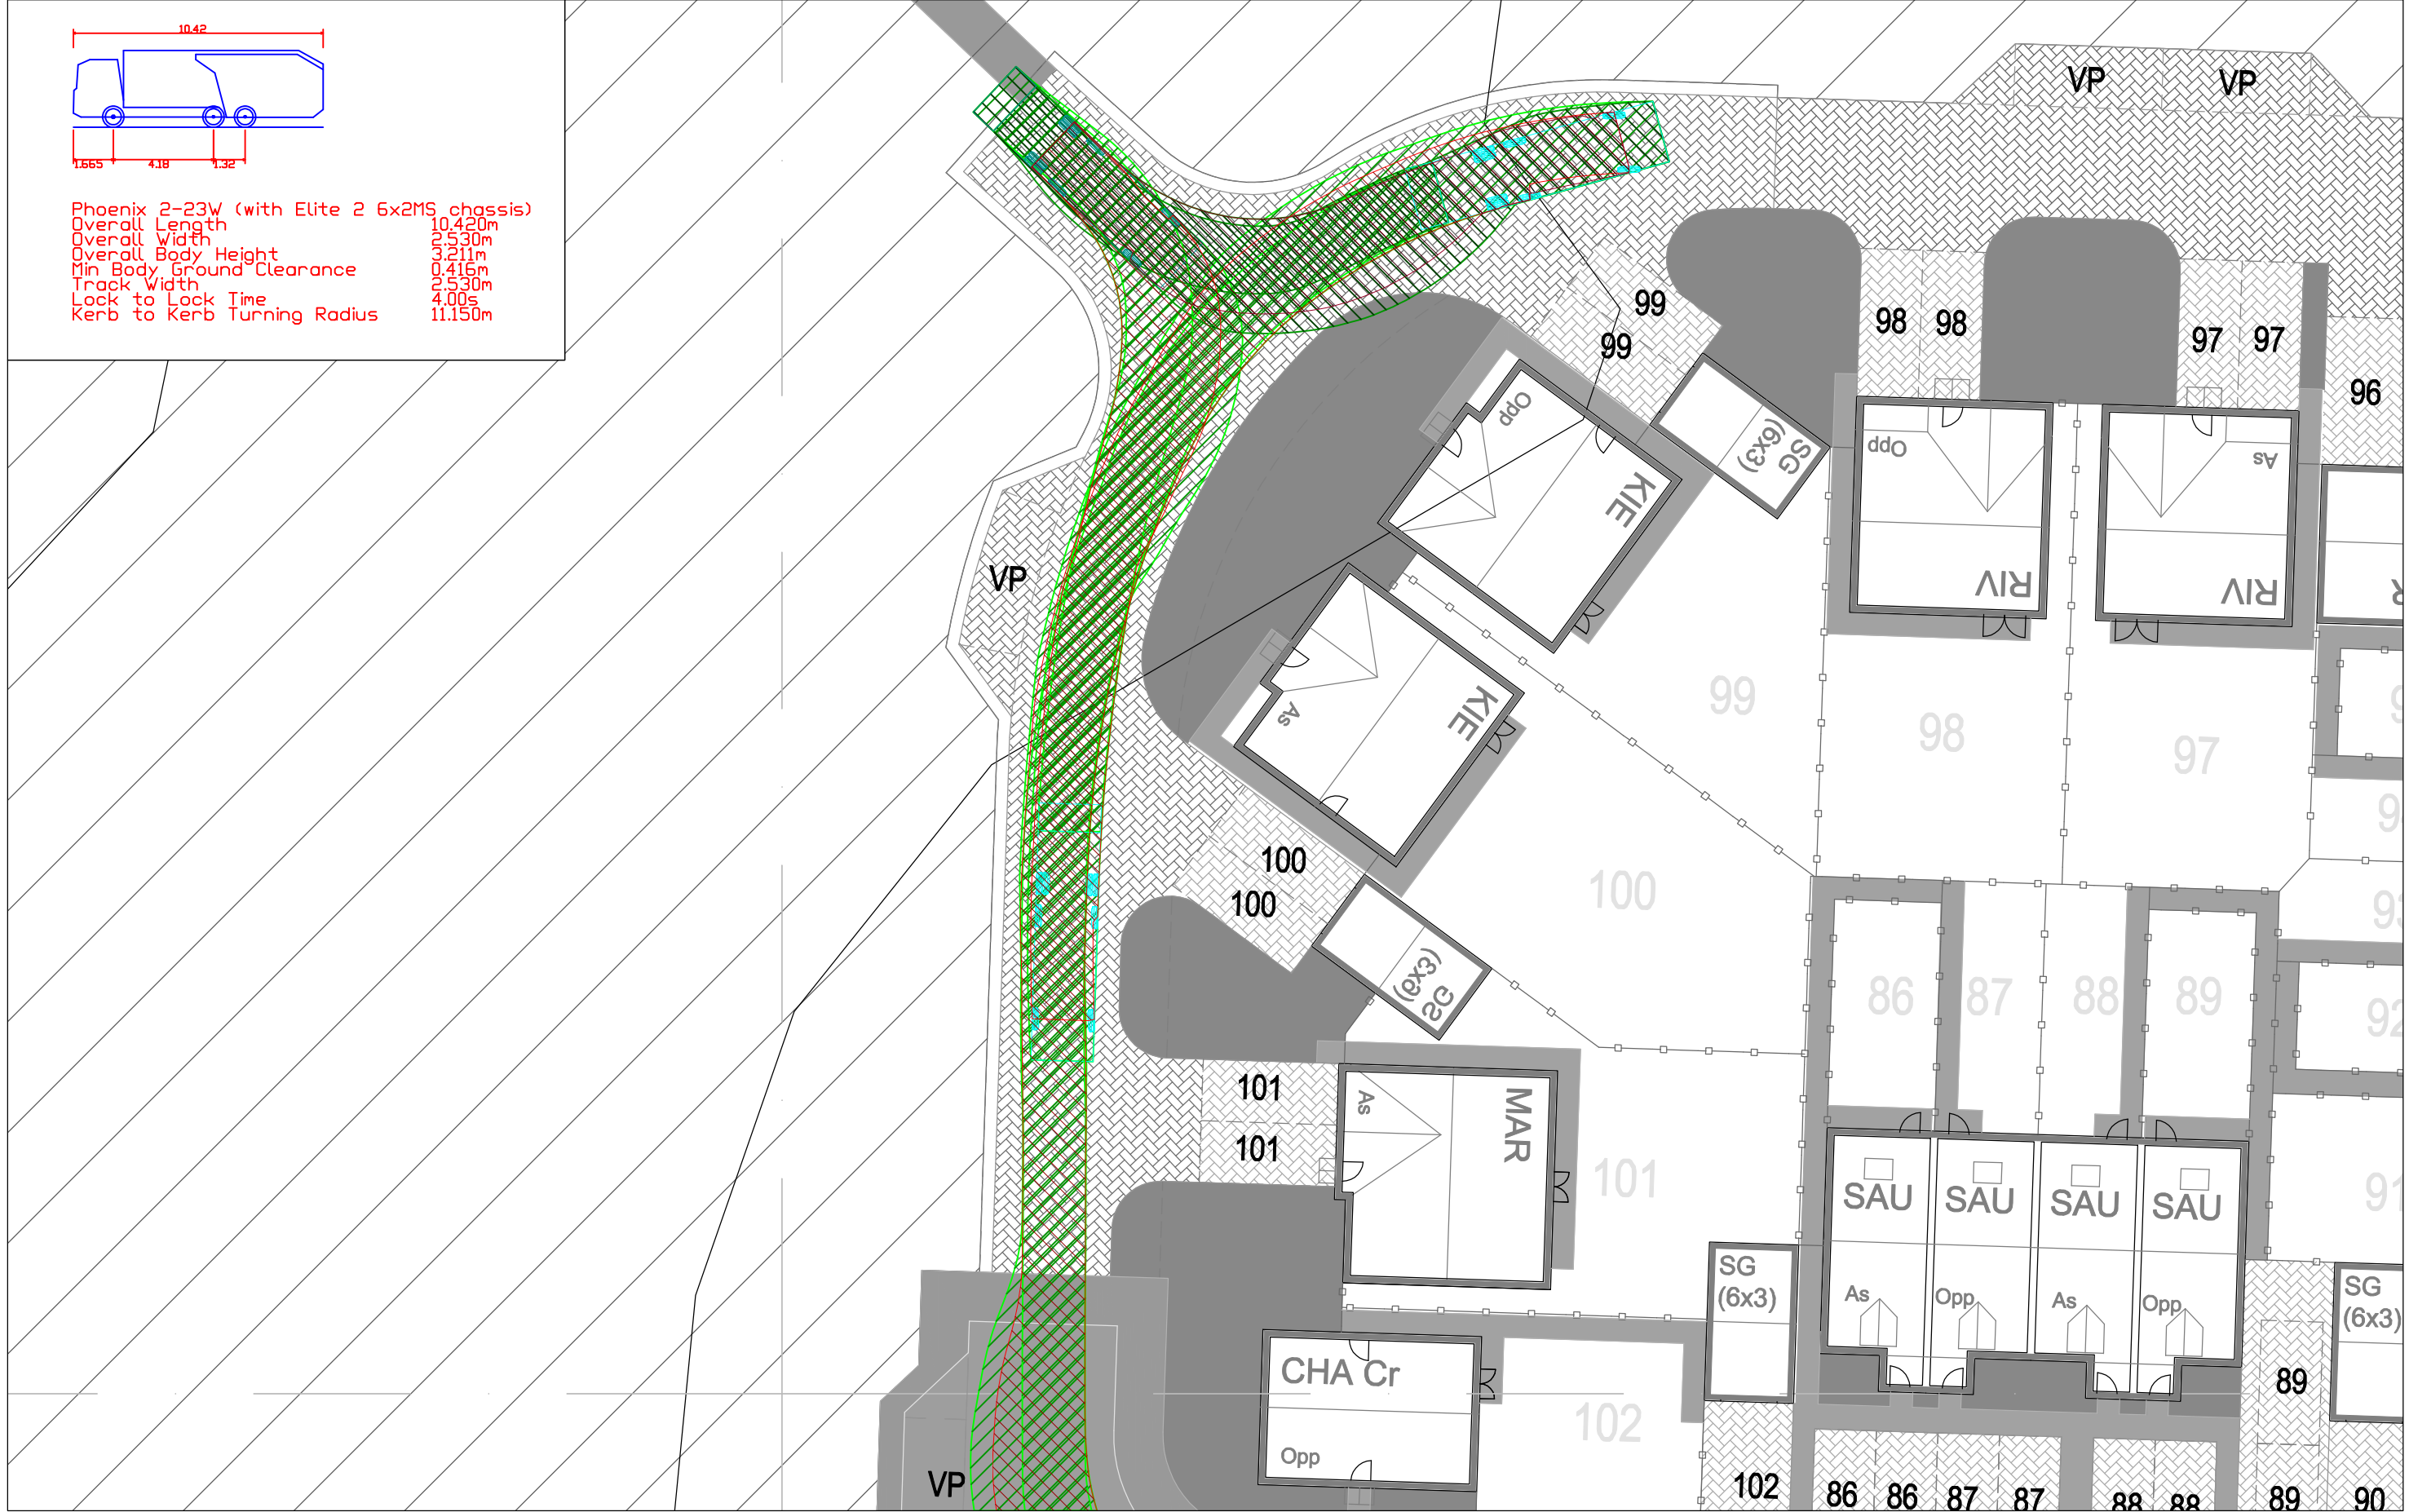 10.42
1.665 4.18 1.32
Phoenix 2-23W (with Elite 2 6x2MS chassis)
Overall Length 10.420m
Overall Width 2.530m
Overall Body Height 3.211m
Min Body Ground Clearance 0.416m
Track Width 2.530m
Lock to Lock Time 4.00s
Kerb to Kerb Turning Radius 11.150m
VP VP
99
99
98 98
97 97
96
Opp
KIE
SG
(6x3)
Opp
RIV
As
RIV
VP
As
KIE
99
98
97
100
100
100
SG
(6x3)
86 87 88 89
92
101
101
As
MAR
101
91
SAU SAU SAU SAU
As Opp As Opp
SG
(6x3)
SG
(6x3)
CHA Cr
Opp
102
89
VP
102
86 86 87 87 88 88 89 90